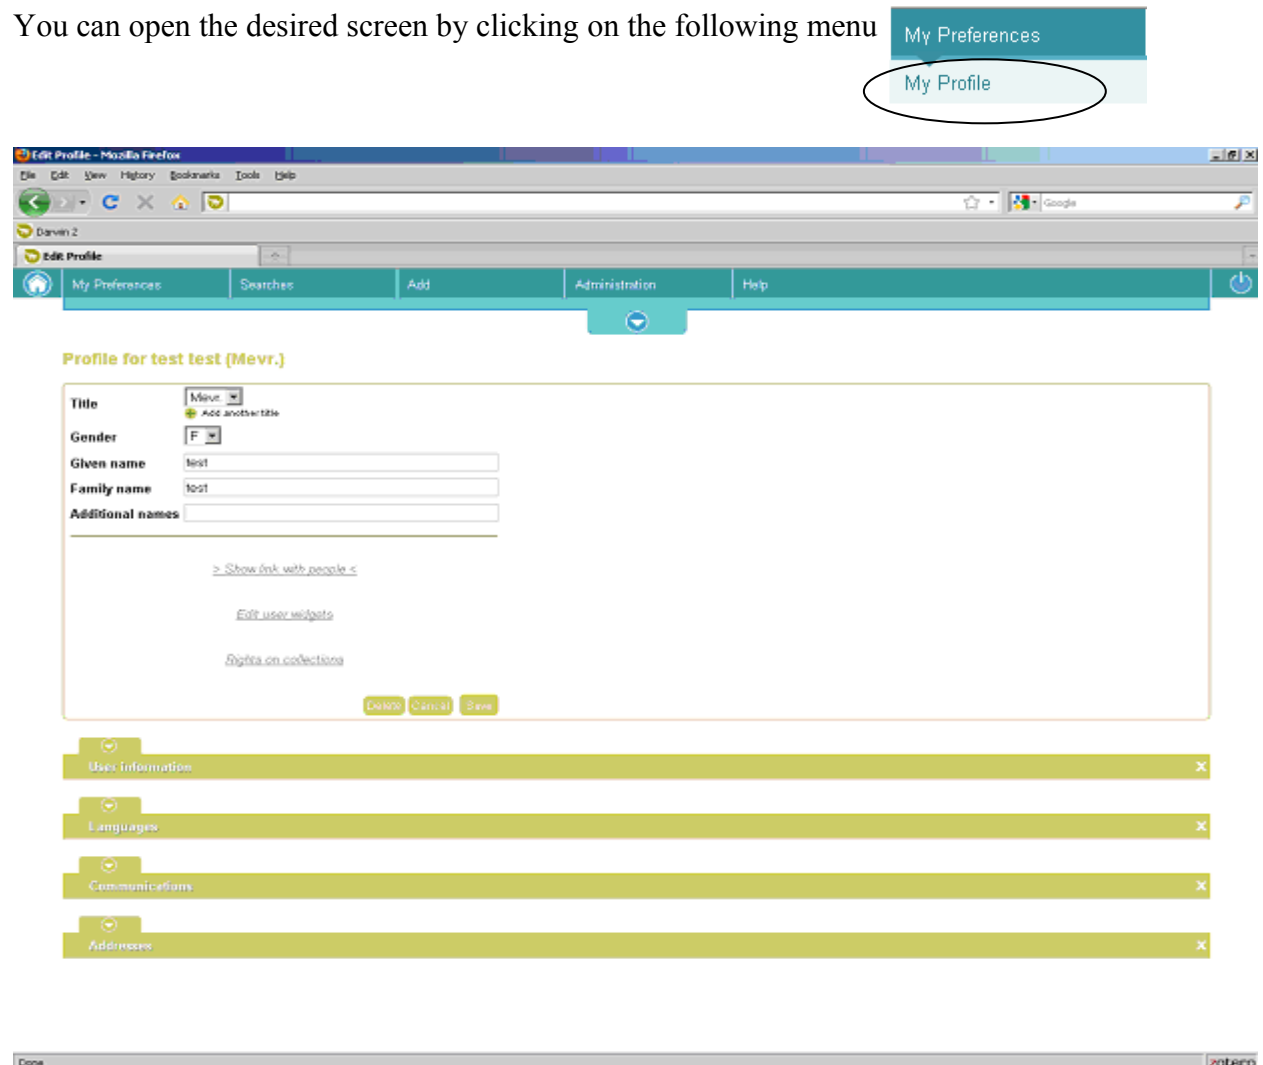 You can open the desired screen by clicking on the following menu
My Preferences
My Profile
Edit Profile - Mozilla Firefox
File Edit View History Bookmarks Tools Help
Google
Darwin 2
Edit Profile
My Preferences Searches Add Administration Help
Profile for test test (Mevr.)
Title Mevr.
Add another title
Gender F
Given name test
Family name test
Additional names
> Show link with people <
Edit user widgets
Rights on collections
Delete Cancel Save
User information
Languages
Communications
Addresses
Done zotero